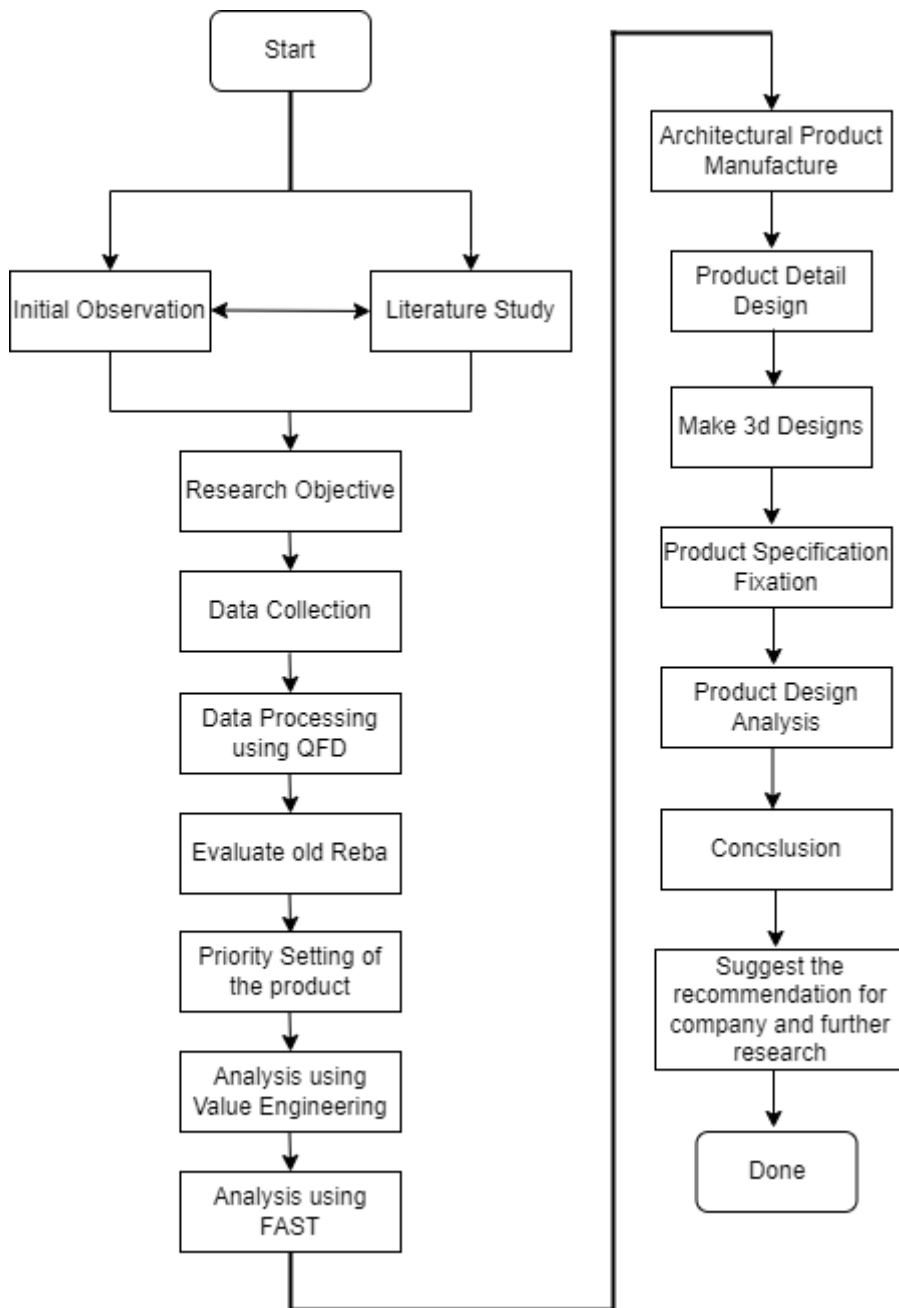 Start
Initial Observation
Literature Study
Research Objective
Data Collection
Data Processing
using QFD
Evaluate old Reba
Priority Setting of
the product
Analysis using
Value Engineering
Analysis using
FAST
Architectural Product
Manufacture
Product Detail
Design
Make 3d Designs
Product Specification
Fixation
Product Design
Analysis
Concslusion
Suggest the
recommendation for
company and further
research
Done